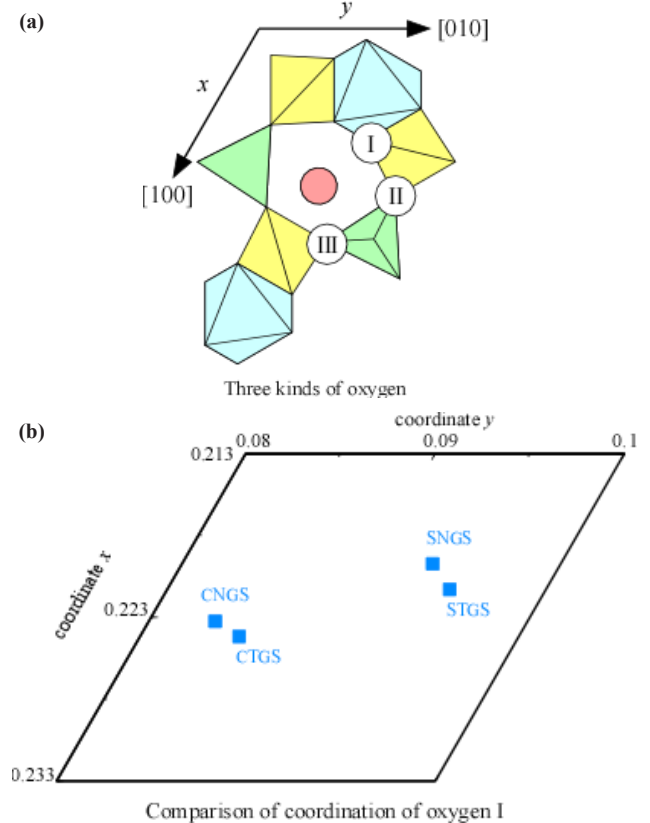 (a)
y
[010]
x
[100]
I
II
III
Three kinds of oxygen
(b)
coordinate y
0.08 0.09 0.1
0.213
coordinate x
SNGS
STGS
CNGS
0.223
CTGS
0.233
Comparison of coordination of oxygen I